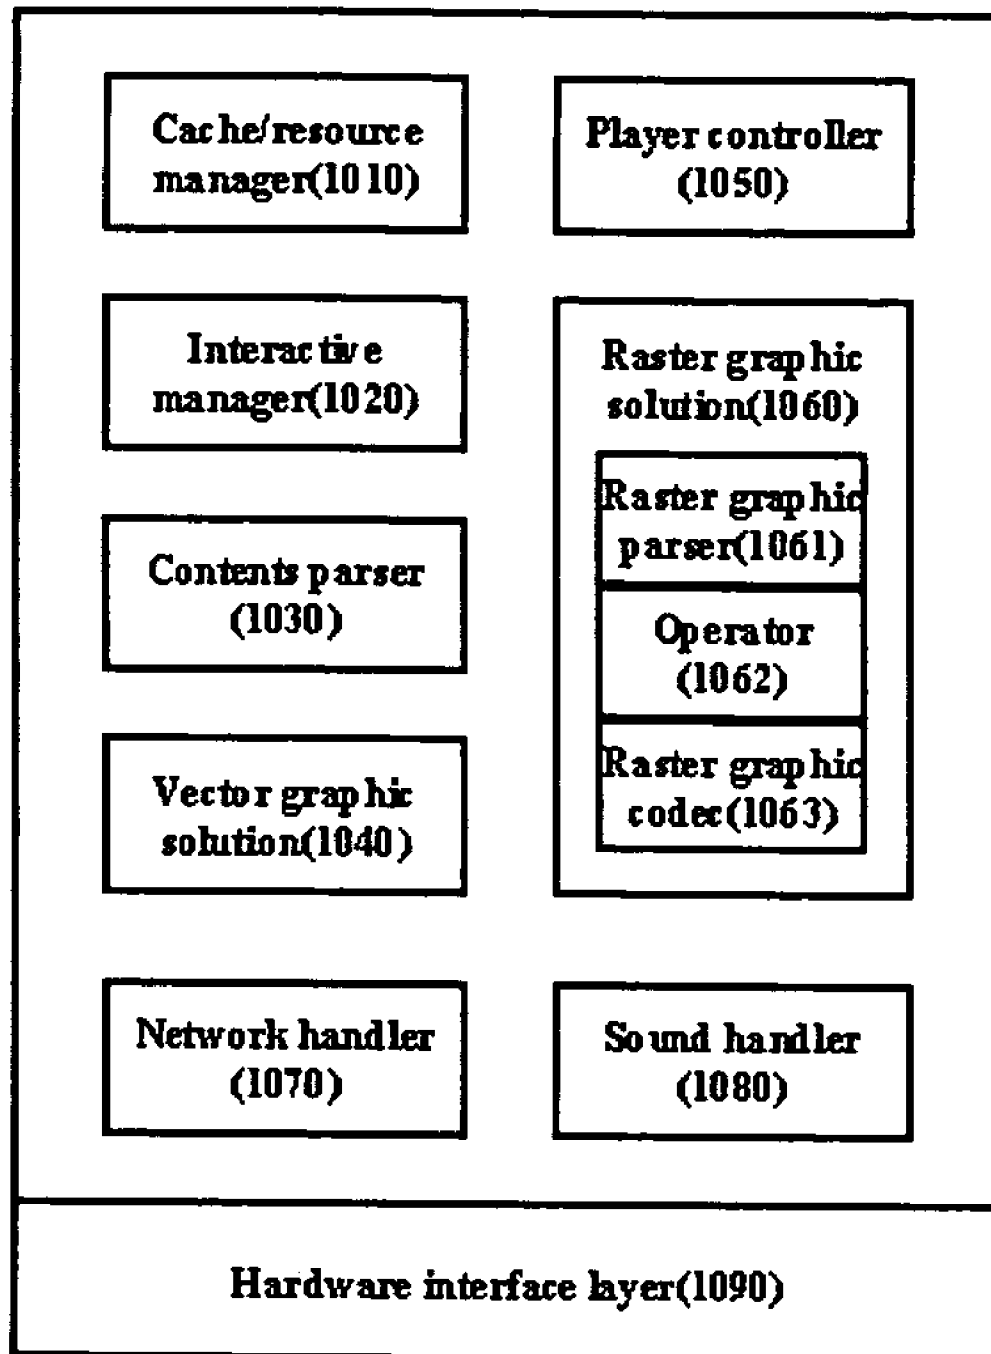 Cache/resource
manager(1010)
Player controller
(1050)
Interactive
manager(1020)
Raster graphic
solution(1060)
Raster graphic
parser(1061)
Operator
(1062)
Raster graphic
codec(1063)
Contents parser
(1030)
Vector graphic
solution(1040)
Network handler
(1070)
Sound handler
(1080)
Hardware interface layer(1090)